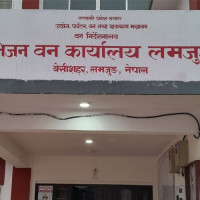 गण्डकी प्रदेश सरकार
उद्योग, पर्यटन, वन तथा वातावरण मन्त्रालय
वन निर्देशनालय
िजन वन कार्यालय लमजु
बेसीशहर, लमजुङ, नेपाल